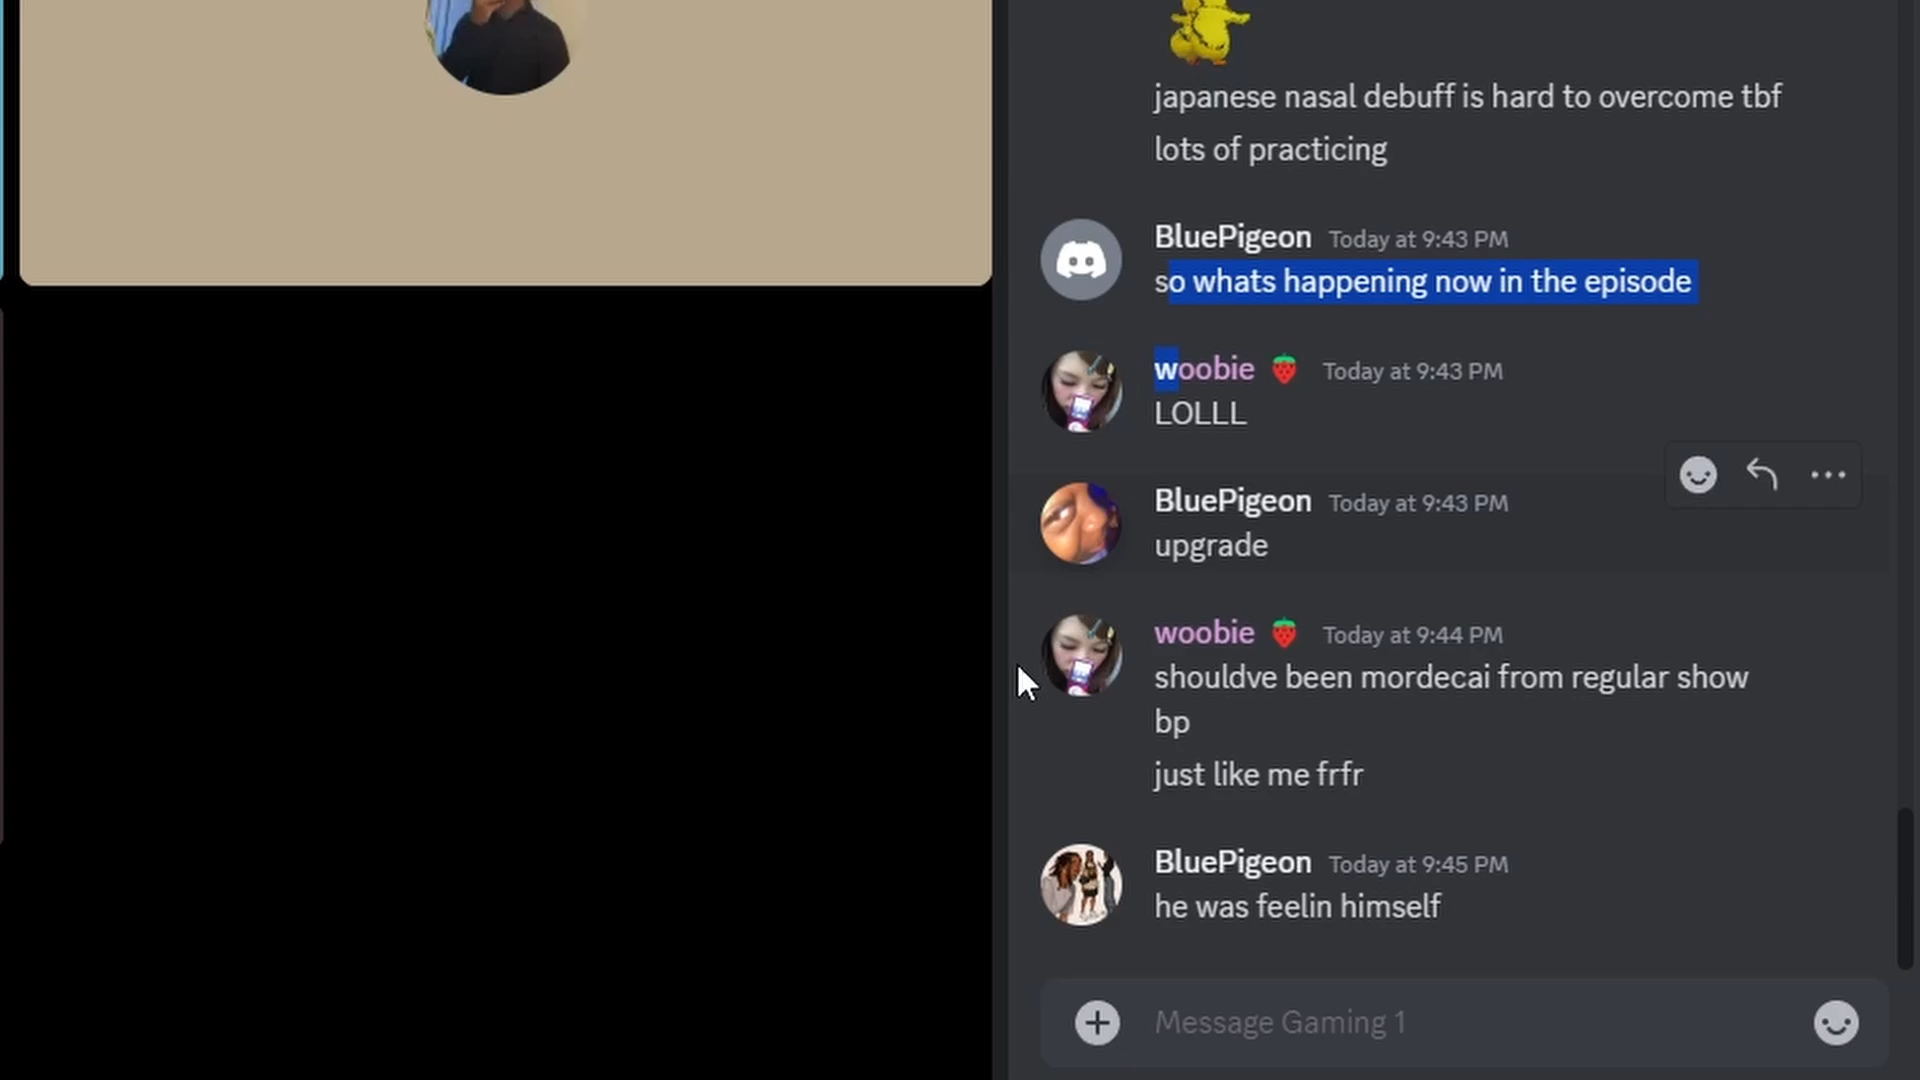 japanese nasal debuff is hard to overcome tbf
lots of practicing
BluePigeon Today at 9:43 PM
so whats happening now in the episode
woobie 🍓 Today at 9:43 PM
LOLLL
BluePigeon Today at 9:43 PM
upgrade
woobie 🍓 Today at 9:44 PM
shouldve been mordecai from regular show
bp
just like me frfr
BluePigeon Today at 9:45 PM
he was feelin himself
Message Gaming 1